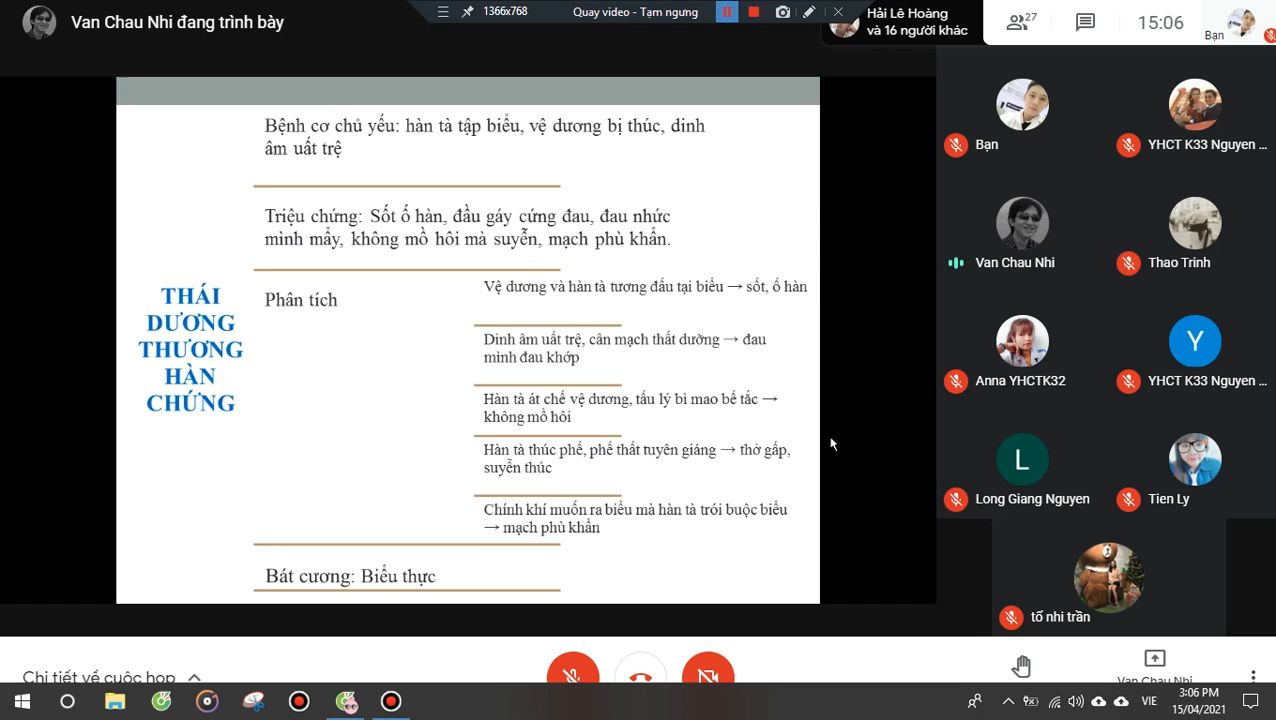 Van Chau Nhi đang trình bày
1366x768
Quay video - Tạm ngưng
Hải Lê Hoàng
và 16 người khác
27
15:06
Bạn
Bệnh cơ chủ yếu: hàn tà tập biểu, vệ dương bị thúc, dinh
âm uất trệ
Triệu chứng: Sốt ố hàn, đầu gáy cứng đau, đau nhức
mình mẩy, không mồ hôi mà suyễn, mạch phù khẩn.
THÁI
DƯƠNG
THƯƠNG
HÀN
CHỨNG
Phân tích
Vệ dương và hàn tà tương đấu tại biểu → sốt, ố hàn
Dinh âm uất trệ, cân mạch thất dưỡng → đau
mình đau khớp
Hàn tà át chế vệ dương, tấu lý bì mao bế tắc →
không mồ hôi
Hàn tà thúc phế, phế thất tuyên giáng → thở gấp,
suyễn thúc
Chính khí muốn ra biểu mà hàn tà trói buộc biểu
→ mạch phù khẩn
Bát cương: Biểu thực
Bạn
YHCT K33 Nguyen ...
Van Chau Nhi
Thao Trinh
Anna YHCTK32
Y
YHCT K33 Nguyen ...
L
Long Giang Nguyen
Tien Ly
tố nhi trần
Chi tiết về cuộc họp
Van Chau Nhi
VIE
3:06 PM
15/04/2021